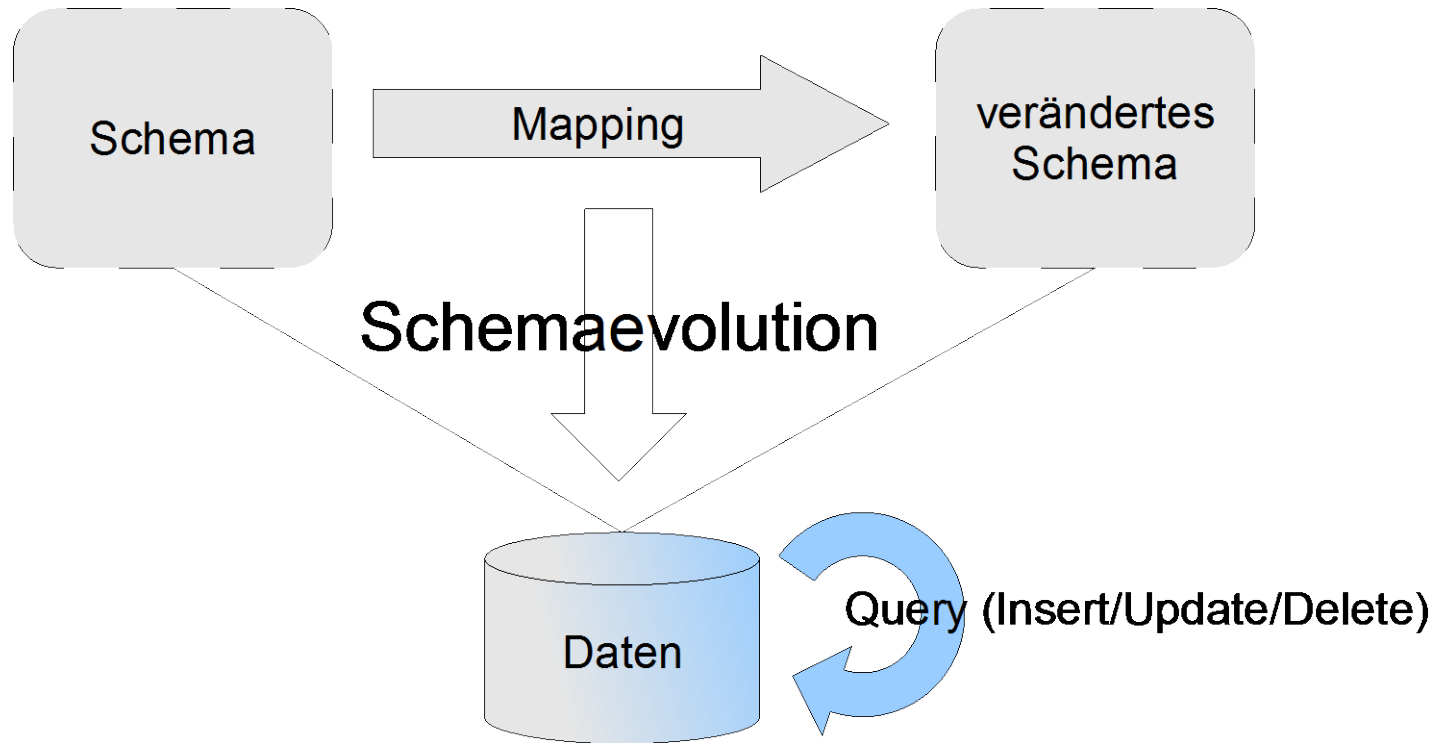 Schema
Mapping
verändertes
Schema
Schemaevolution
Daten
Query (Insert/Update/Delete)